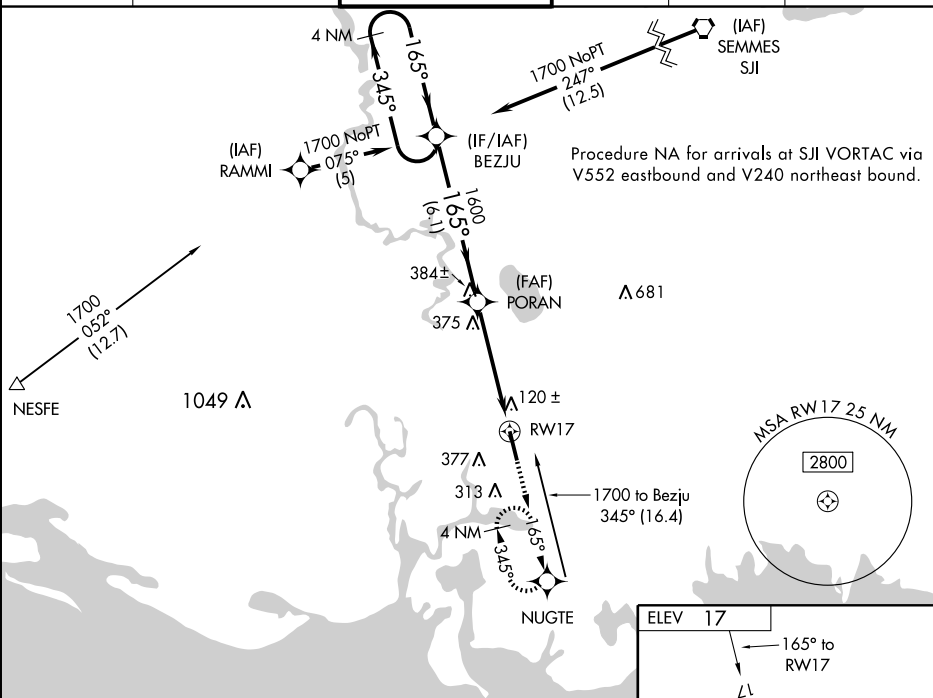 4 NM
165°
345°
(IAF)
SEMMES
SJI
1700 NoPT
247°
(12.5)
(IAF)
RAMMI
1700 NoPT
075°
(5)
(IF/IAF)
BEZJU
Procedure NA for arrivals at SJI VORTAC via
V552 eastbound and V240 northeast bound.
1600
165°
(6.1)
384±
(FAF)
PORAN
375
681
1700
052°
(12.7)
NESFE
1049
120 ±
RW17
377
313
1700 to Bezju
345° (16.4)
4 NM
165°
345°
NUGTE
MSA RW17 25 NM
2800
ELEV 17
165° to
RW17
17